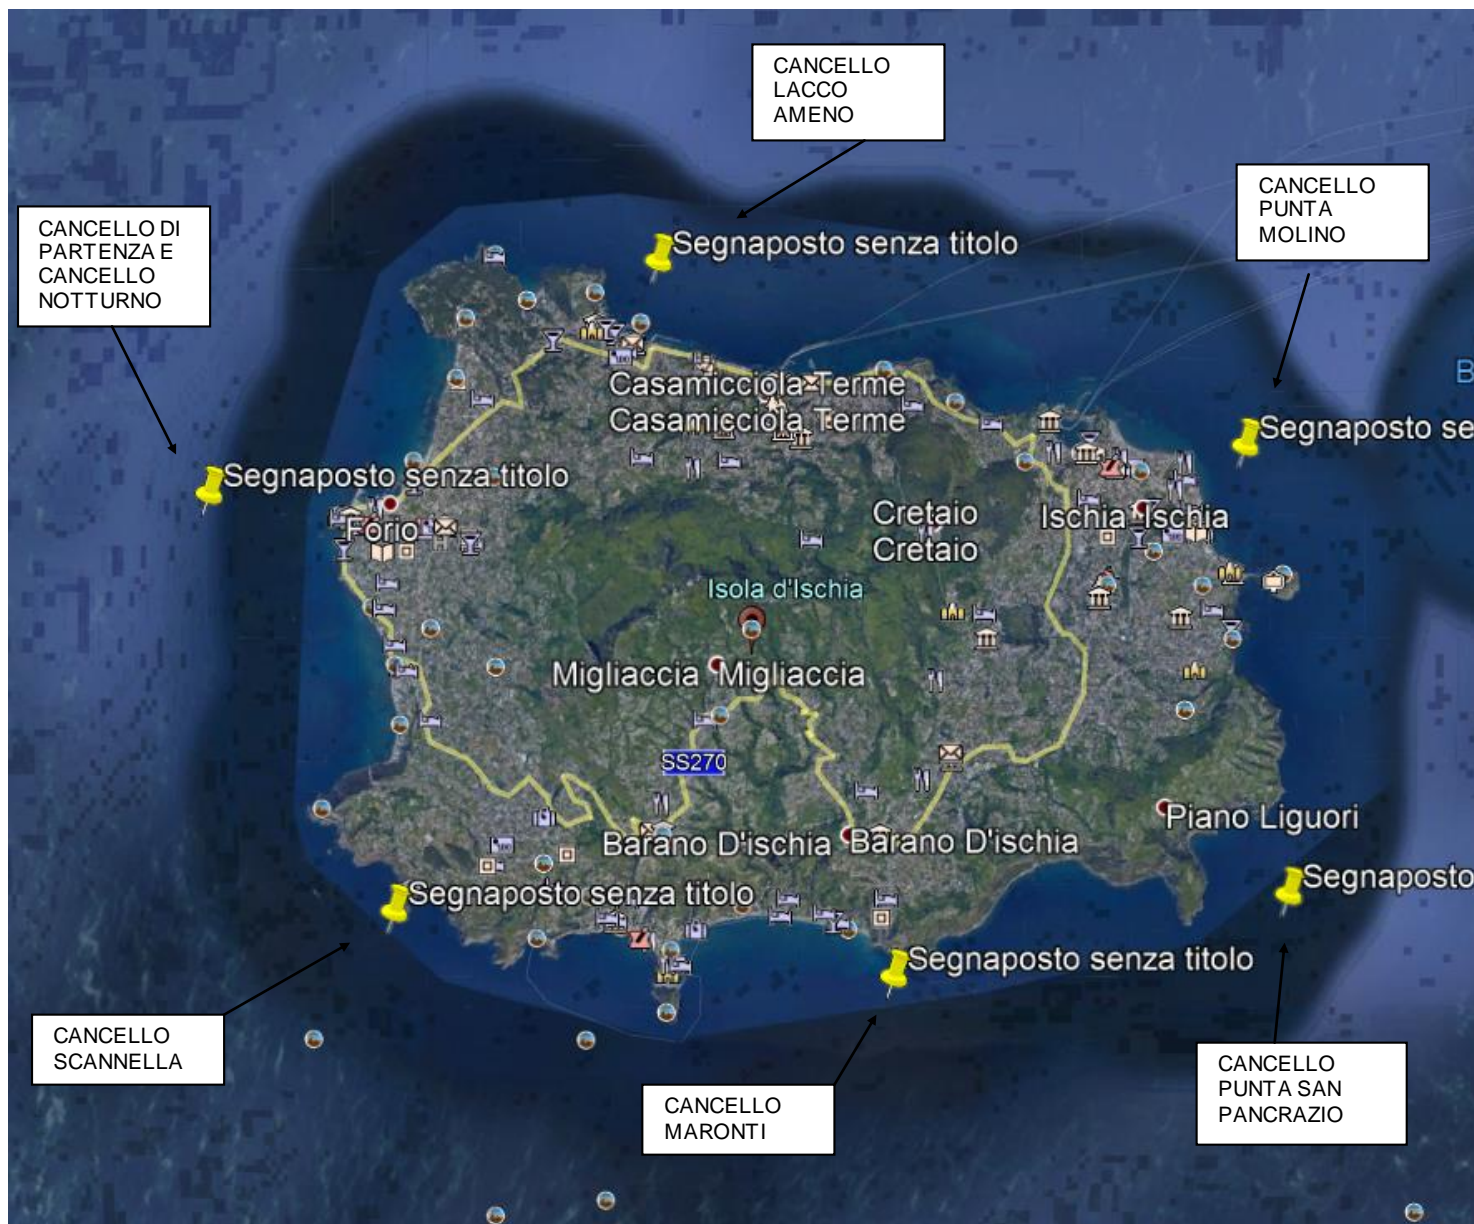 CANCELLO
LACCO
AMENO
CANCELLO
PUNTA
MOLINO
CANCELLO DI
PARTENZA E
CANCELLO
NOTTURNO
Segnaposto senza titolo
B
Casamicciola Terme
Casamicciola Terme
Segnaposto se
Segnaposto senza titolo
Forio
Cretaio
Cretaio
Ischia Ischia
Isola d'Ischia
Migliaccia Migliaccia
SS270
Piano Liguori
Barano D'ischia Barano D'ischia
Segnaposto senza titolo
Segnaposto
Segnaposto senza titolo
CANCELLO
SCANNELLA
CANCELLO
MARONTI
CANCELLO
PUNTA SAN
PANCRAZIO